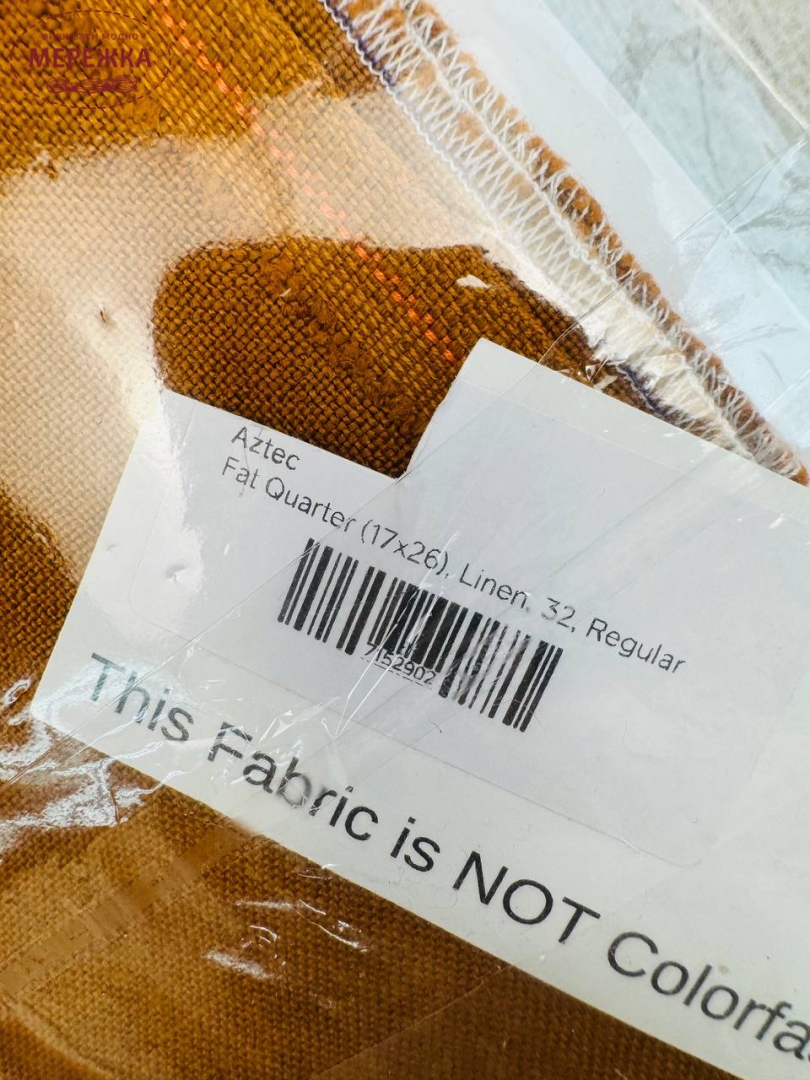 МЕРЕЖКА
Aztec
Fat Quarter (17x26), Linen, 32, Regular
7152902
This Fabric is NOT Colorfa